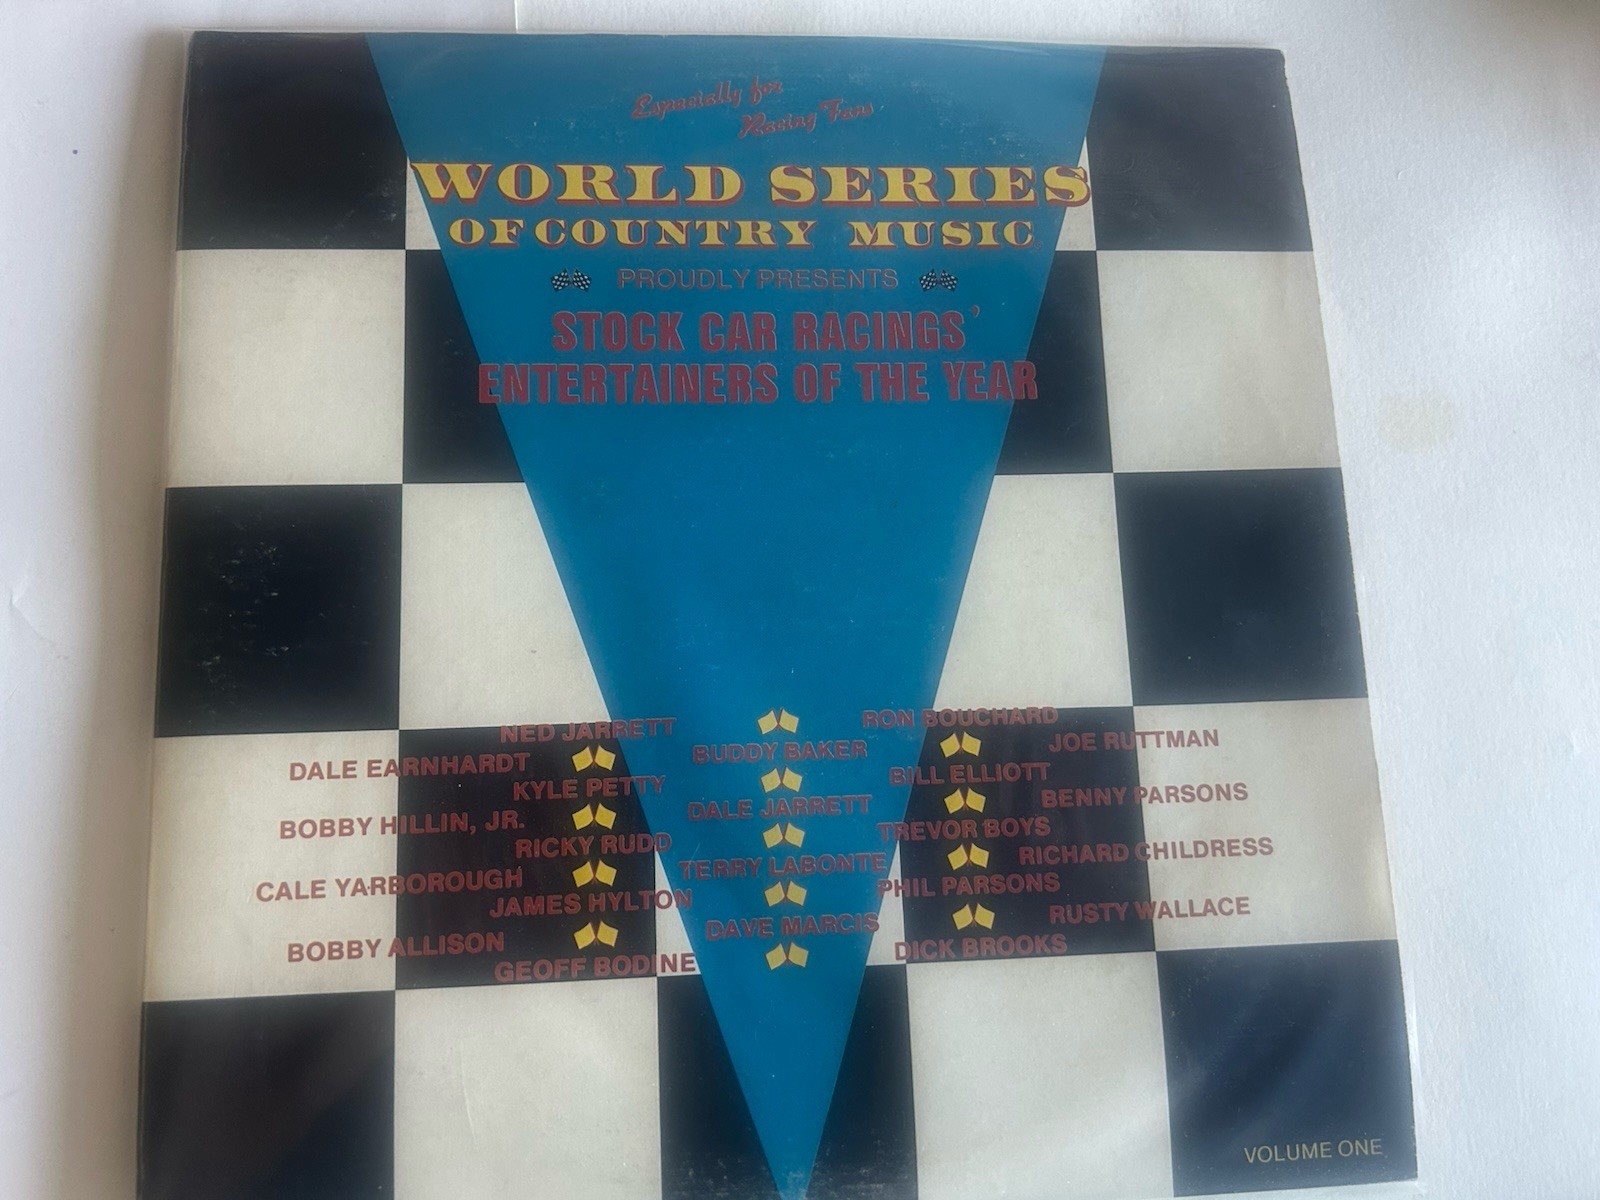 Especially for
Racing Fans
WORLD SERIES
OF COUNTRY MUSIC
PROUDLY PRESENTS
STOCK CAR RACINGS'
ENTERTAINERS OF THE YEAR
NED JARRETT
DALE EARNHARDT
KYLE PETTY
BOBBY HILLIN, JR.
RICKY RUDD
CALE YARBOROUGH
JAMES HYLTON
BOBBY ALLISON
GEOFF BODINE
BUDDY BAKER
DALE JARRETT
TERRY LABONTE
DAVE MARCIS
RON BOUCHARD
JOE RUTTMAN
BILL ELLIOTT
BENNY PARSONS
TREVOR BOYS
RICHARD CHILDRESS
PHIL PARSONS
RUSTY WALLACE
DICK BROOKS
VOLUME ONE